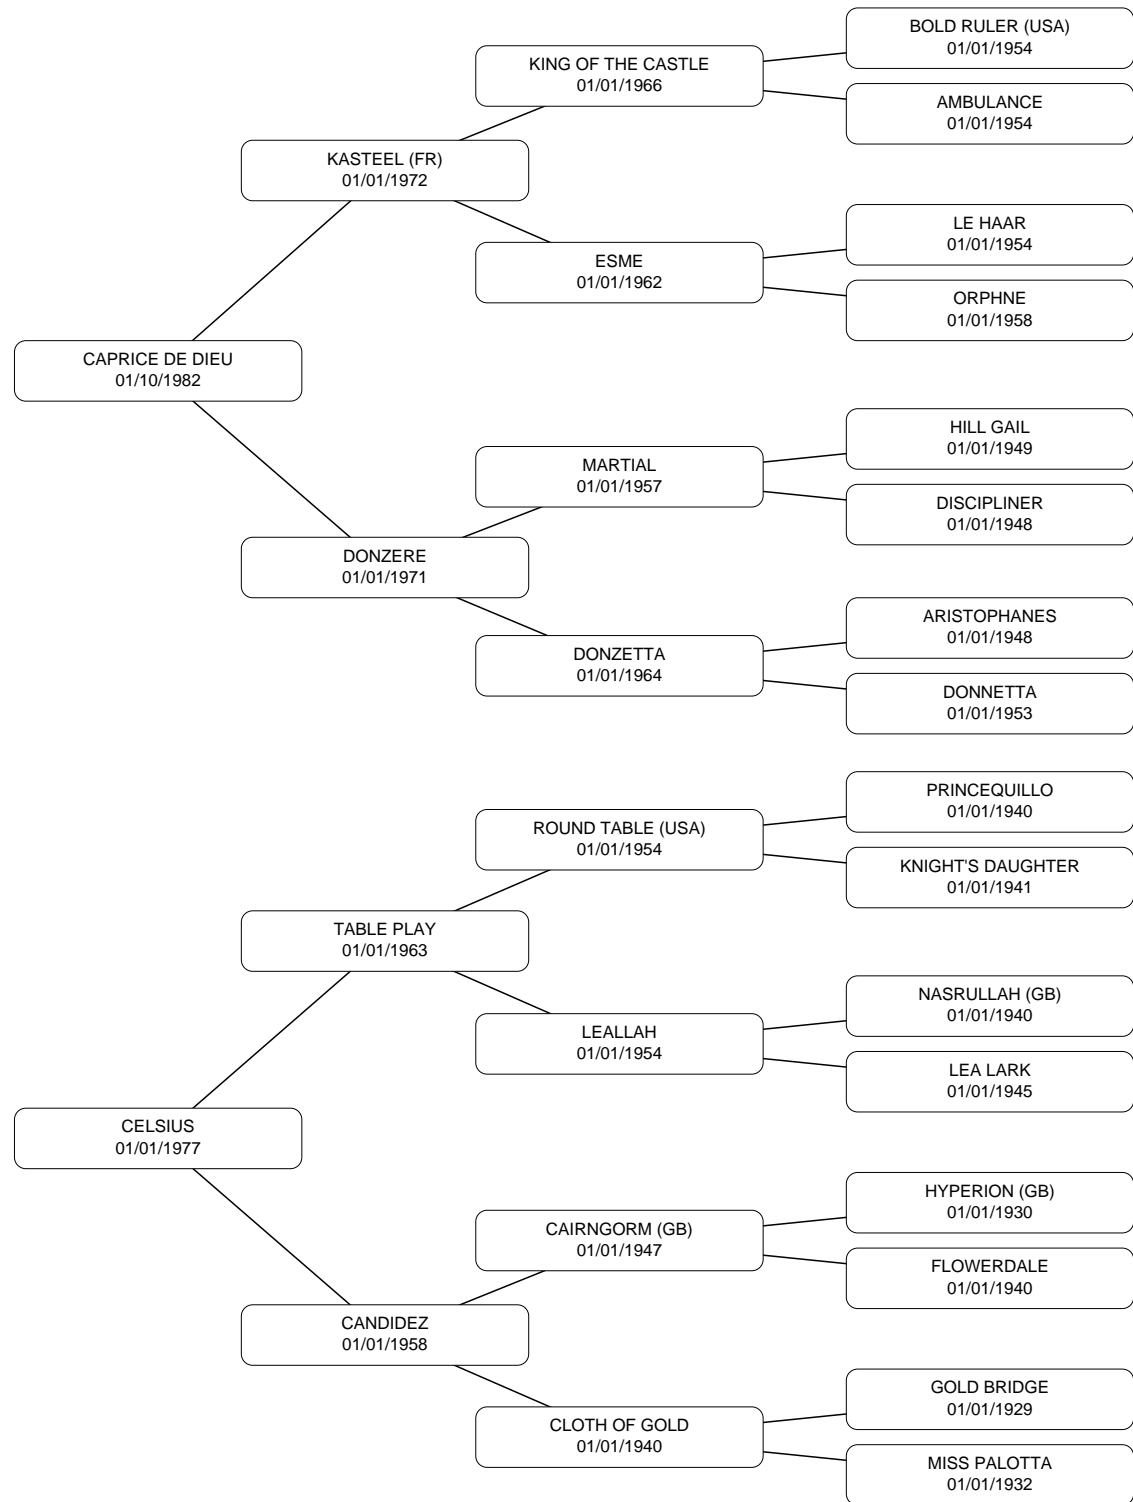 BOLD RULER (USA)
01/01/1954
KING OF THE CASTLE
01/01/1966
AMBULANCE
01/01/1954
KASTEEL (FR)
01/01/1972
LE HAAR
01/01/1954
ESME
01/01/1962
ORPHNE
01/01/1958
CAPRICE DE DIEU
01/10/1982
HILL GAIL
01/01/1949
MARTIAL
01/01/1957
DISCIPLINER
01/01/1948
DONZERE
01/01/1971
ARISTOPHANES
01/01/1948
DONZETTA
01/01/1964
DONNETTA
01/01/1953
PRINCEQUILLO
01/01/1940
ROUND TABLE (USA)
01/01/1954
KNIGHT'S DAUGHTER
01/01/1941
TABLE PLAY
01/01/1963
NASRULLAH (GB)
01/01/1940
LEALLAH
01/01/1954
LEA LARK
01/01/1945
CELSIUS
01/01/1977
HYPERION (GB)
01/01/1930
CAIRNGORM (GB)
01/01/1947
FLOWERDALE
01/01/1940
CANDIDEZ
01/01/1958
GOLD BRIDGE
01/01/1929
CLOTH OF GOLD
01/01/1940
MISS PALOTTA
01/01/1932